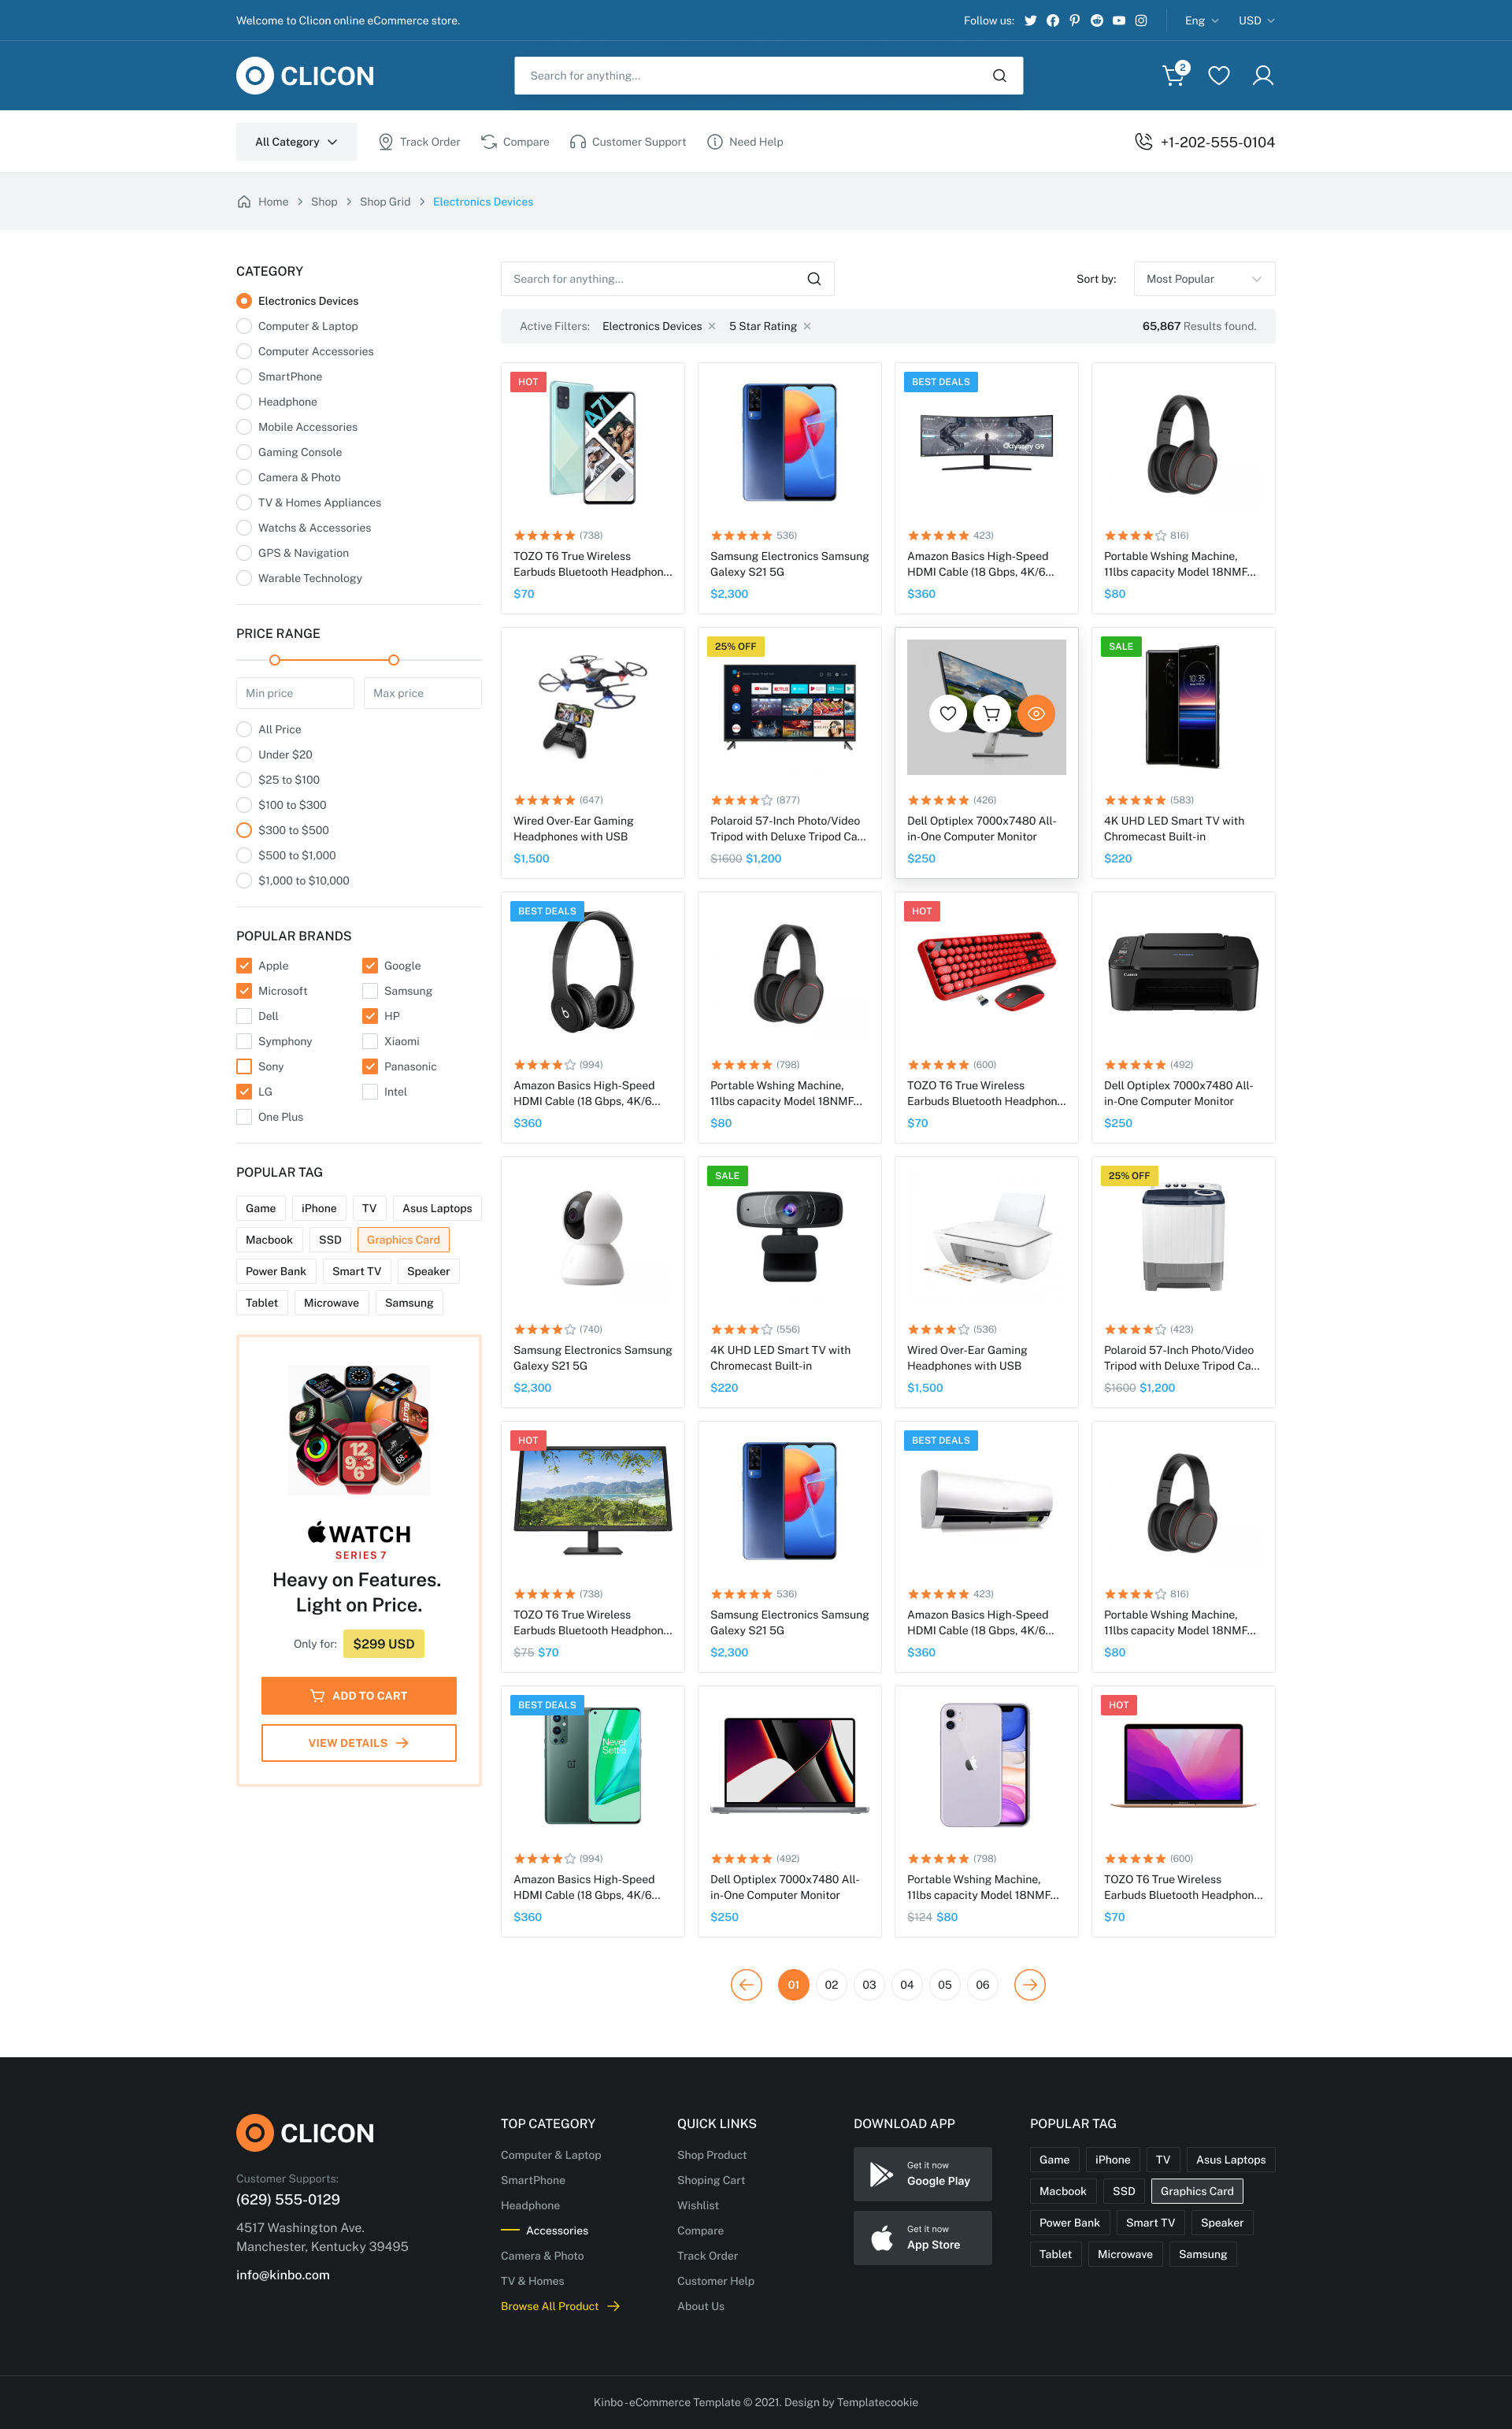 Welcome to Clicon online eCommerce store.
Follow us:
Eng
USD
CLICON
Search for anything...
2
All Category
Track Order
Compare
Customer Support
Need Help
+1-202-555-0104
Home
Shop
Shop Grid
Electronics Devices
CATEGORY
Electronics Devices
Computer & Laptop
Computer Accessories
SmartPhone
Headphone
Mobile Accessories
Gaming Console
Camera & Photo
TV & Homes Appliances
Watchs & Accessories
GPS & Navigation
Warable Technology
PRICE RANGE
Min price
Max price
All Price
Under $20
$25 to $100
$100 to $300
$300 to $500
$500 to $1,000
$1,000 to $10,000
POPULAR BRANDS
Apple
Google
Microsoft
Samsung
Dell
HP
Symphony
Xiaomi
Sony
Panasonic
LG
Intel
One Plus
POPULAR TAG
Game
iPhone
TV
Asus Laptops
Macbook
SSD
Graphics Card
Power Bank
Smart TV
Speaker
Tablet
Microwave
Samsung
WATCH
SERIES 7
Heavy on Features.
Light on Price.
Only for:
$299 USD
ADD TO CART
VIEW DETAILS
Search for anything...
Sort by:
Most Popular
Active Filters:
Electronics Devices
5 Star Rating
65,867 Results found.
HOT
A71
(738)
TOZO T6 True Wireless
Earbuds Bluetooth Headphon...
$70
536)
Samsung Electronics Samsung
Galexy S21 5G
$2,300
BEST DEALS
Odyssey G9
423)
Amazon Basics High-Speed
HDMI Cable (18 Gbps, 4K/6...
$360
816)
Portable Wshing Machine,
11lbs capacity Model 18NMF...
$80
(647)
Wired Over-Ear Gaming
Headphones with USB
$1,500
25% OFF
(877)
Polaroid 57-Inch Photo/Video
Tripod with Deluxe Tripod Ca...
$1600 $1,200
(426)
Dell Optiplex 7000x7480 All-
in-One Computer Monitor
$250
SALE
10:35
(583)
4K UHD LED Smart TV with
Chromecast Built-in
$220
BEST DEALS
(994)
Amazon Basics High-Speed
HDMI Cable (18 Gbps, 4K/6...
$360
(798)
Portable Wshing Machine,
11lbs capacity Model 18NMF...
$80
HOT
(600)
TOZO T6 True Wireless
Earbuds Bluetooth Headphon...
$70
Canon
(492)
Dell Optiplex 7000x7480 All-
in-One Computer Monitor
$250
(740)
Samsung Electronics Samsung
Galexy S21 5G
$2,300
SALE
(556)
4K UHD LED Smart TV with
Chromecast Built-in
$220
(536)
Wired Over-Ear Gaming
Headphones with USB
$1,500
25% OFF
(423)
Polaroid 57-Inch Photo/Video
Tripod with Deluxe Tripod Ca...
$1600 $1,200
HOT
(738)
TOZO T6 True Wireless
Earbuds Bluetooth Headphon...
$75 $70
536)
Samsung Electronics Samsung
Galexy S21 5G
$2,300
BEST DEALS
423)
Amazon Basics High-Speed
HDMI Cable (18 Gbps, 4K/6...
$360
816)
Portable Wshing Machine,
11lbs capacity Model 18NMF...
$80
BEST DEALS
Never
Settle
(994)
Amazon Basics High-Speed
HDMI Cable (18 Gbps, 4K/6...
$360
(492)
Dell Optiplex 7000x7480 All-
in-One Computer Monitor
$250
(798)
Portable Wshing Machine,
11lbs capacity Model 18NMF...
$124 $80
HOT
(600)
TOZO T6 True Wireless
Earbuds Bluetooth Headphon...
$70
01
02
03
04
05
06
CLICON
Customer Supports:
(629) 555-0129
4517 Washington Ave.
Manchester, Kentucky 39495
info@kinbo.com
TOP CATEGORY
Computer & Laptop
SmartPhone
Headphone
Accessories
Camera & Photo
TV & Homes
Browse All Product
QUICK LINKS
Shop Product
Shoping Cart
Wishlist
Compare
Track Order
Customer Help
About Us
DOWNLOAD APP
Get it now
Google Play
Get it now
App Store
POPULAR TAG
Game
iPhone
TV
Asus Laptops
Macbook
SSD
Graphics Card
Power Bank
Smart TV
Speaker
Tablet
Microwave
Samsung
Kinbo - eCommerce Template © 2021. Design by Templatecookie